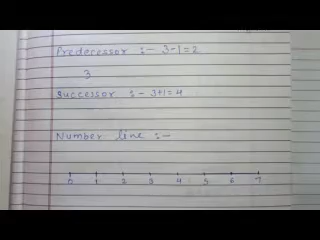 Predecessor :- 3-1=2
3
Successor :- 3+1=4
Number line :-
0 1 2 3 4 5 6 7